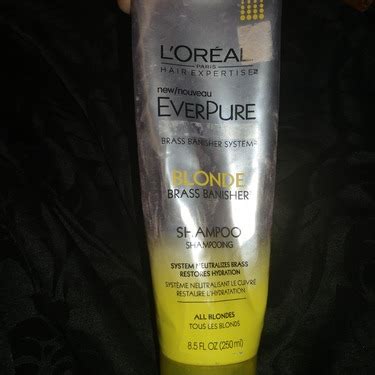 L'ORÉAL
PARIS
HAIR EXPERTISE
new/nouveau
EVERPURE
BRASS BANISHER SYSTEM
BLONDE
BRASS BANISHER
SHAMPOO
SHAMPOOING
SYSTEM NEUTRALIZES BRASS
RESTORES HYDRATION
SYSTÈME NEUTRALISANT LE CUIVRE
RESTAURE L'HYDRATATION
ALL BLONDES
TOUS LES BLONDS
8.5 FL OZ (250 ml)